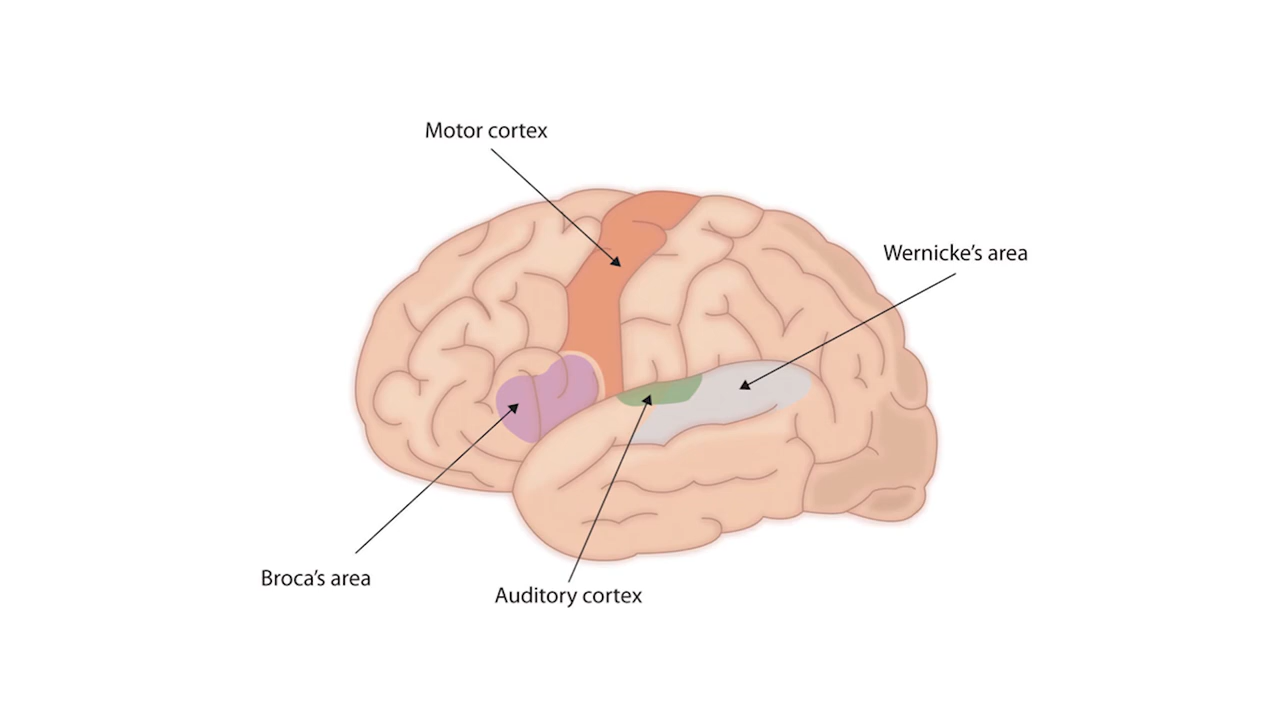 Motor cortex
Wernicke’s area
Broca’s area
Auditory cortex